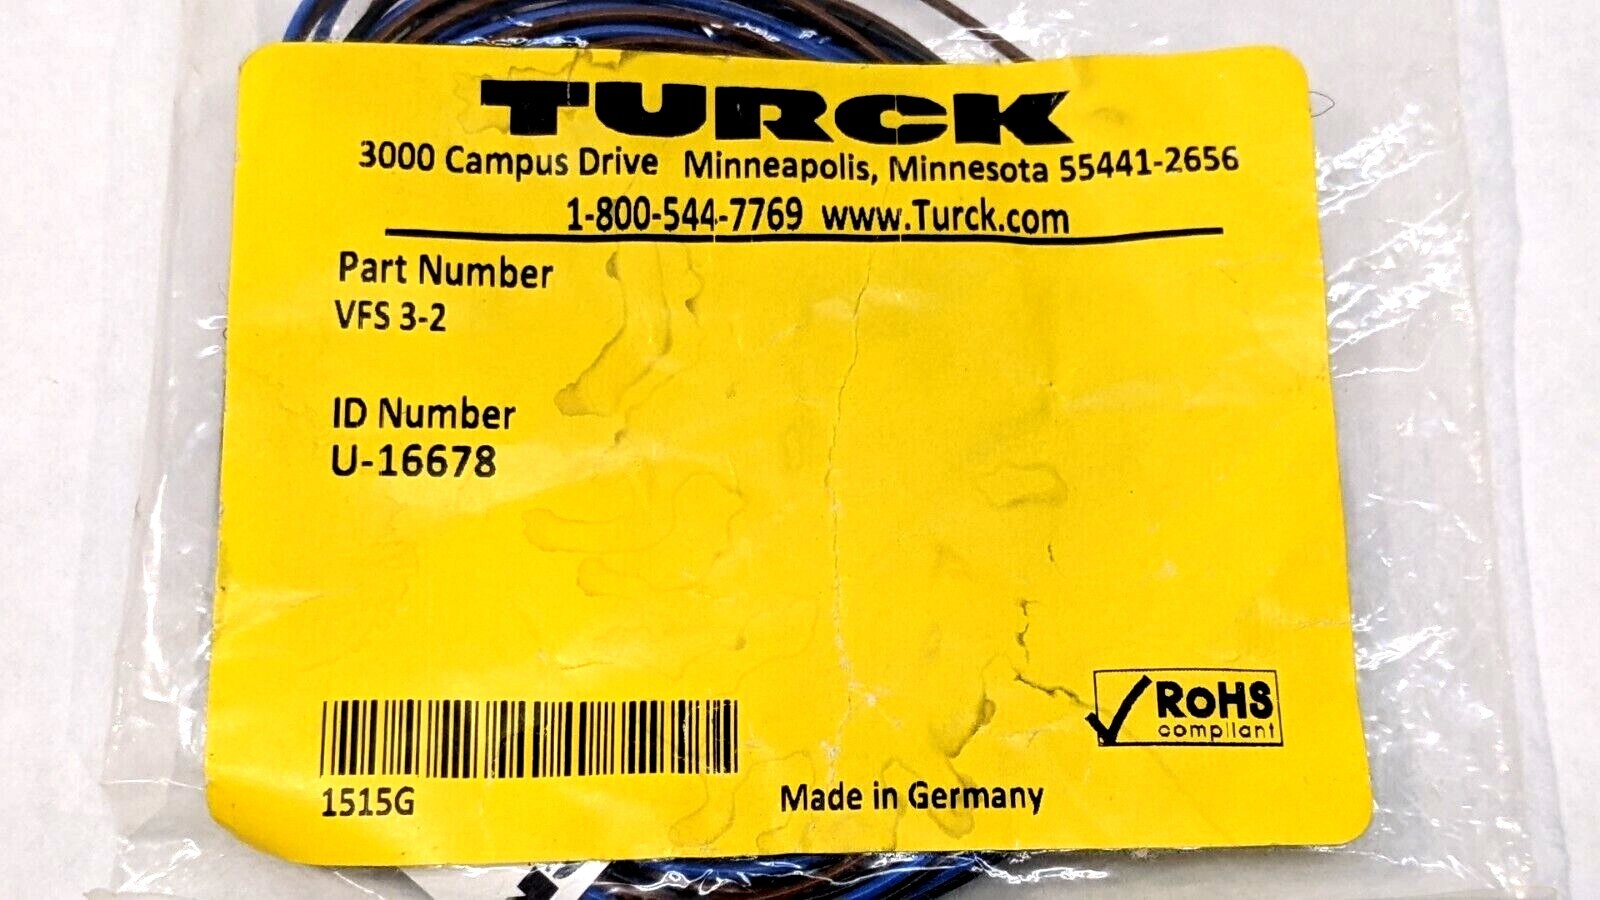 TURCK
3000 Campus Drive Minneapolis, Minnesota 55441-2656
1-800-544-7769 www.Turck.com
Part Number
VFS 3-2
ID Number
U-16678
RoHS
compliant
1515G
Made in Germany